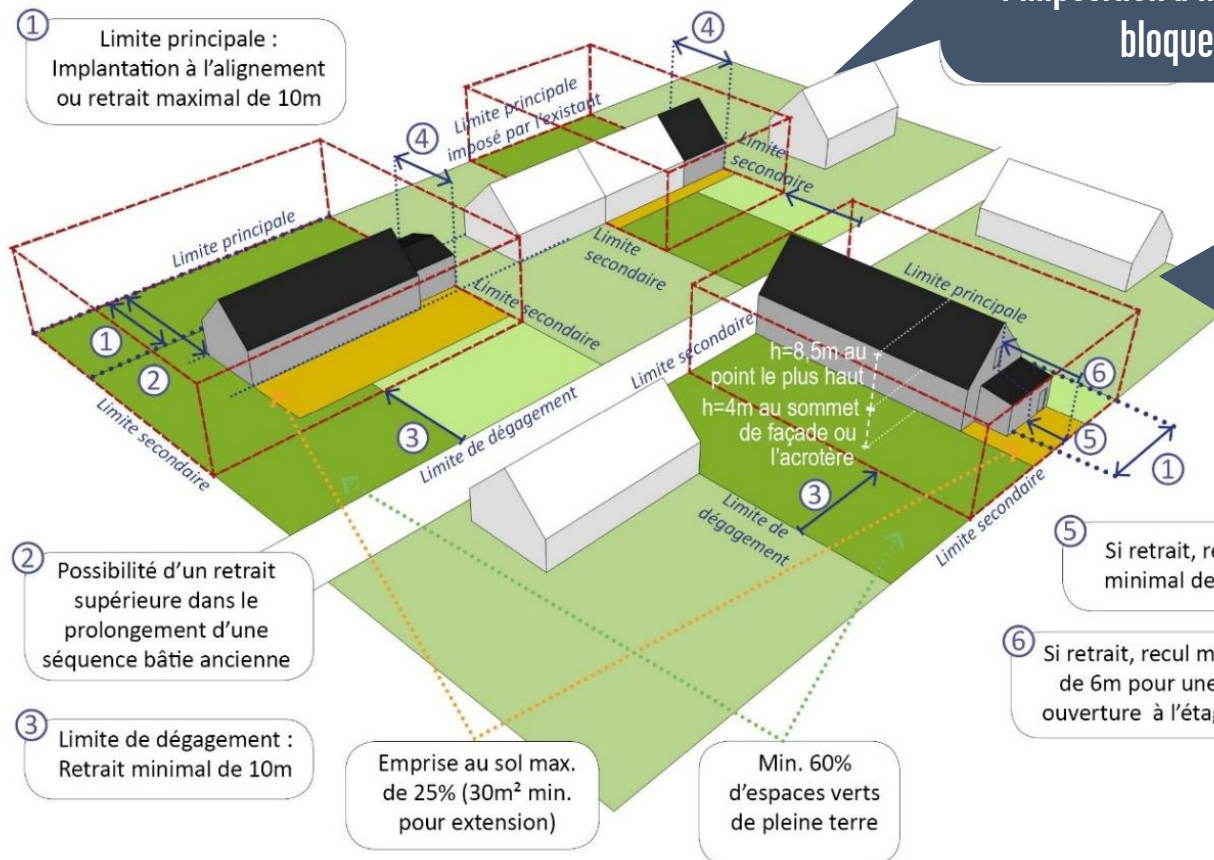 bloque
①
Limite principale :
Implantation à l'alignement
ou retrait maximal de 10m
④
Limite principale
imposé par l'existant
④
Limite
secondaire
Limite principale
Limite
secondaire
Limite principale
Limite secondaire
①
②
Limite secondaire
h=8,5m au
point le plus haut
h=4m au sommet
de façade ou
l'acrotère
⑥
⑤
①
Limite secondaire
③
Limite de dégagement
③
Limite de
dégagement
Limite secondaire
②
Possibilité d'un retrait
supérieure dans le
prolongement d'une
séquence bâtie ancienne
③
Limite de dégagement :
Retrait minimal de 10m
Emprise au sol max.
de 25% (30m² min.
pour extension)
Min. 60%
d'espaces verts
de pleine terre
⑤
Si retrait,
minimal de
⑥
Si retrait, recul
de 6m pour une
ouverture à